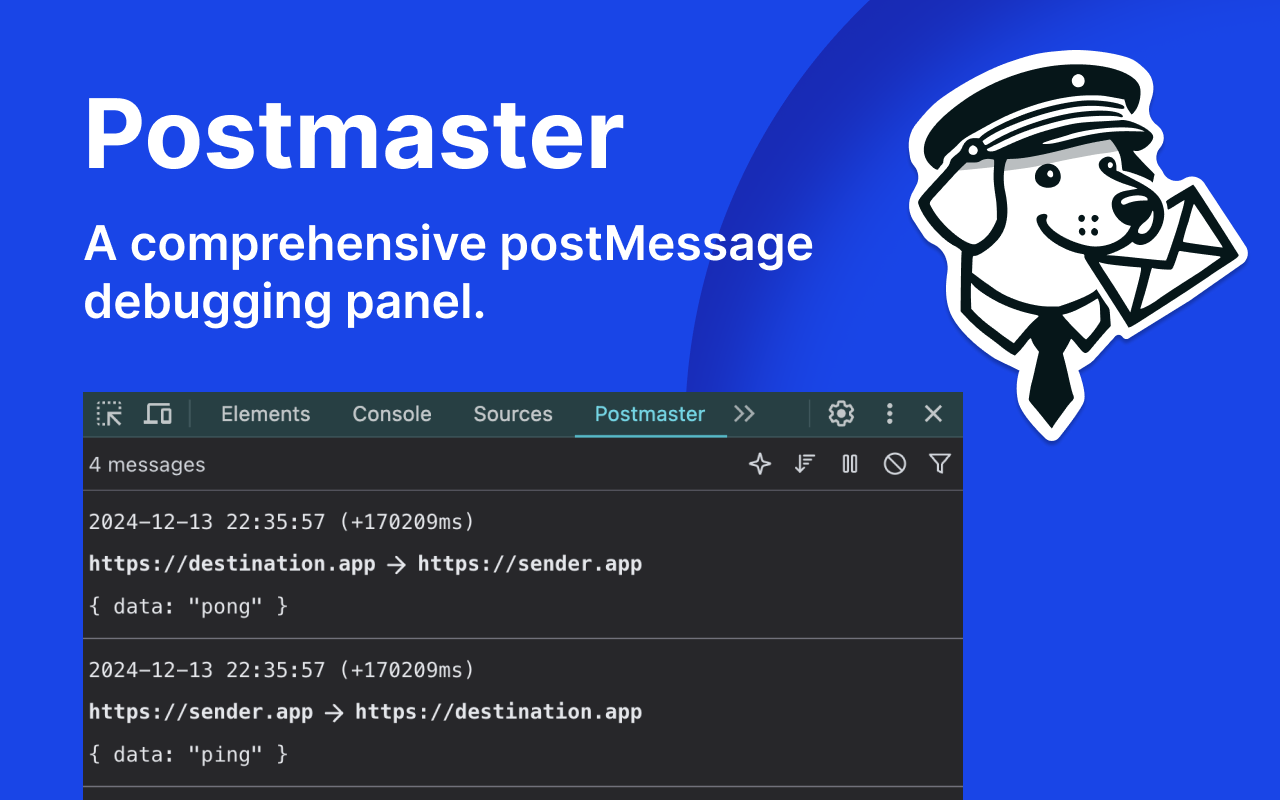 Postmaster
A comprehensive postMessage
debugging panel.
Elements Console Sources Postmaster
4 messages
2024-12-13 22:35:57 (+170209ms)
https://destination.app → https://sender.app
{ data: "pong" }
2024-12-13 22:35:57 (+170209ms)
https://sender.app → https://destination.app
{ data: "ping" }